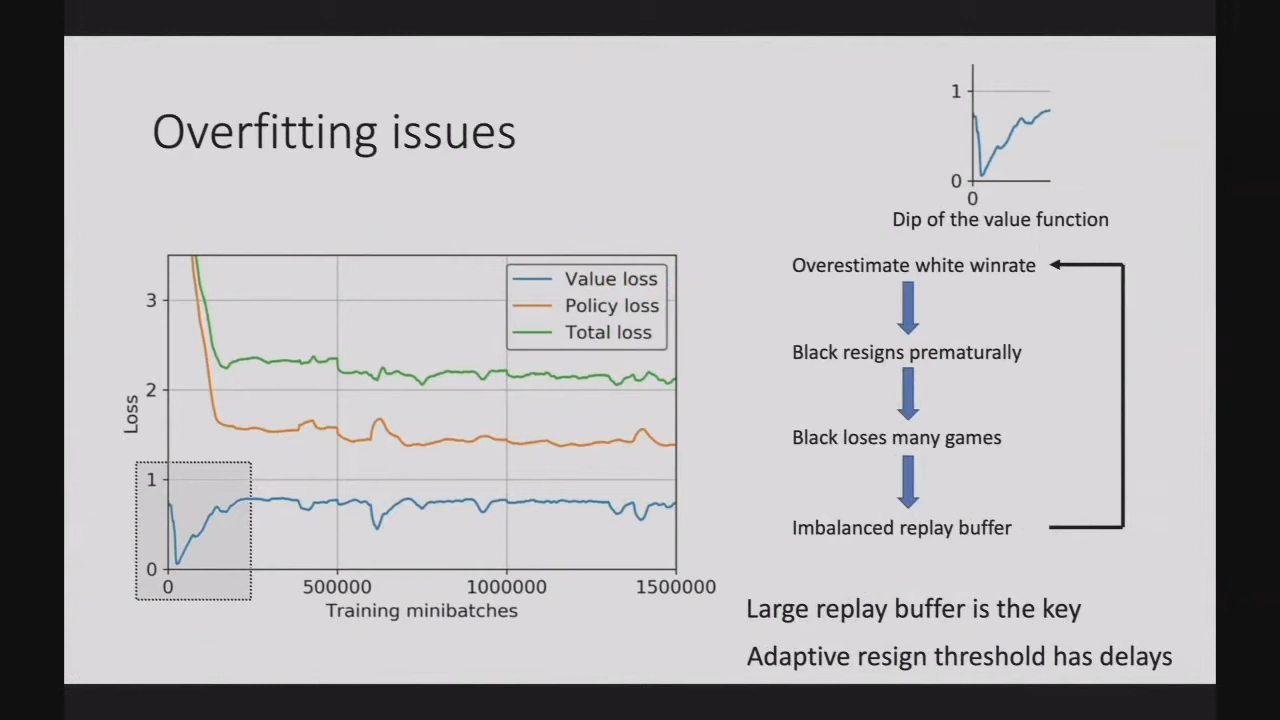 Overfitting issues
1
0
0
Dip of the value function
Overestimate white winrate
Black resigns prematurally
Black loses many games
Imbalanced replay buffer
Large replay buffer is the key
Adaptive resign threshold has delays
Value loss
Policy loss
Total loss
Loss
3
2
1
0
0 500000 1000000 1500000
Training minibatches